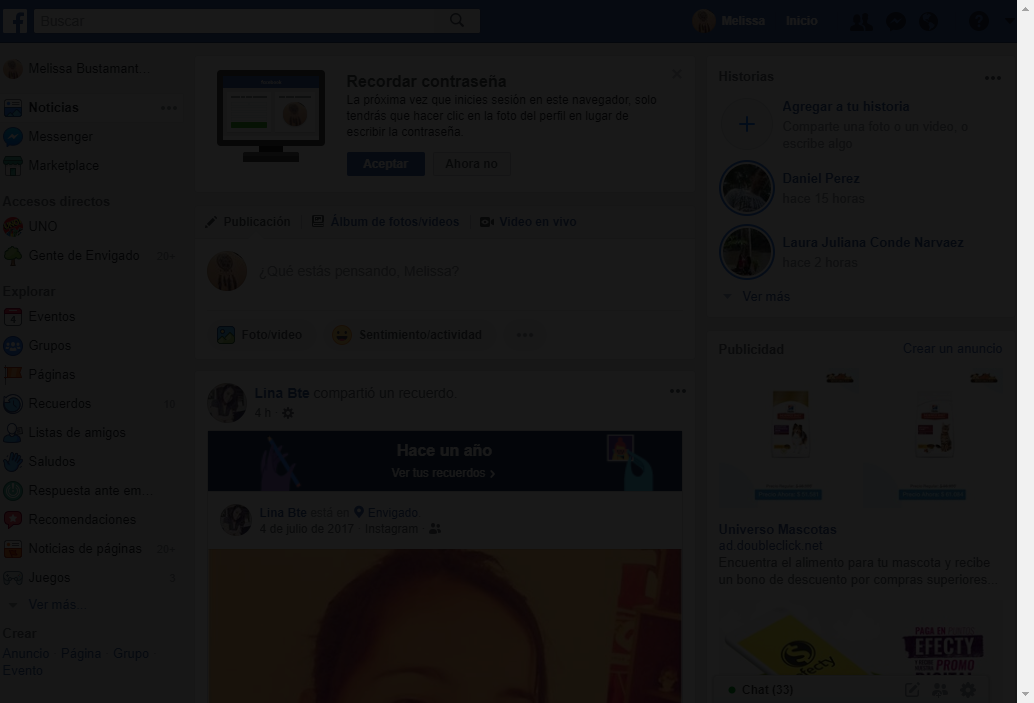 Buscar
Melissa
Inicio
Melissa Bustamant...
Noticias
Messenger
Marketplace
Accesos directos
UNO
Gente de Envigado 20+
Explorar
Eventos
Grupos
Páginas
Recuerdos 10
Listas de amigos
Saludos
Respuesta ante em...
Recomendaciones
Noticias de páginas 20+
Juegos 3
Ver más...
Crear
Anuncio Página Grupo
Evento
Recordar contraseña
La próxima vez que inicies sesión en este navegador, solo
tendrás que hacer clic en la foto del perfil en lugar de
escribir la contraseña.
Aceptar
Ahora no
Publicación
Álbum de fotos/videos
Video en vivo
¿Qué estás pensando, Melissa?
Foto/video
Sentimiento/actividad
Lina Bte compartió un recuerdo
4 h
Hace un año
Ver tus recuerdos
Lina Bte está en Envigado
4 de julio de 2017 · Instagram ·
Historias
Agregar a tu historia
Comparte una foto o un video, o
escribe algo
Daniel Perez
hace 15 horas
Laura Juliana Conde Narvaez
hace 2 horas
Ver más
Publicidad
Crear un anuncio
Universo Mascotas
ad.doubleclick.net
Encuentra el alimento para tu mascota y recibe
un bono de descuento por compras superiores...
PAGA EN
EFECTY
PROMO
DIGITAL
efecty
Chat (33)